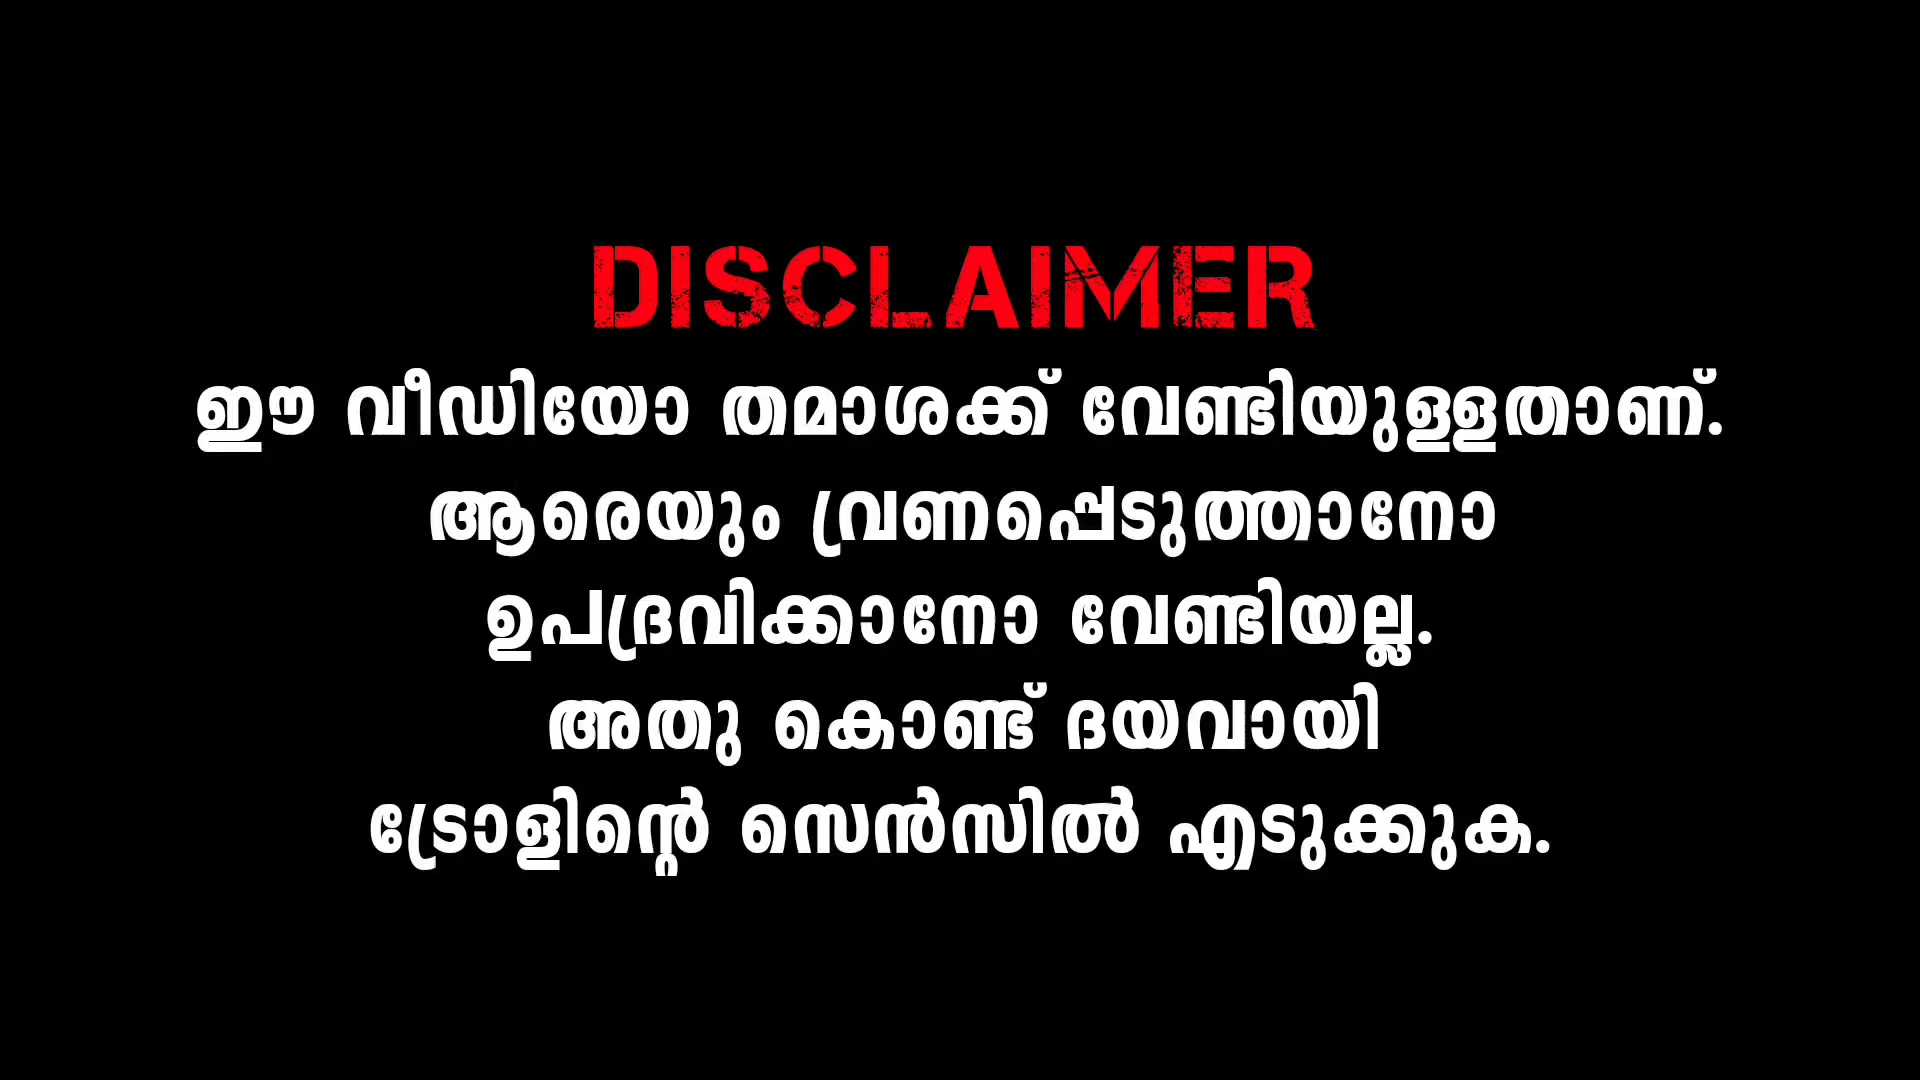 DISCLAIMER
ഈ വീഡിയോ തമാശക്ക് വേണ്ടിയുള്ളതാണ്.
ആരെയും വ്രണപ്പെടുത്താനോ
ഉപദ്രവിക്കാനോ വേണ്ടിയല്ല.
അതു കൊണ്ട് ദയവായി
ട്രോളിന്റെ സെൻസിൽ എടുക്കുക.